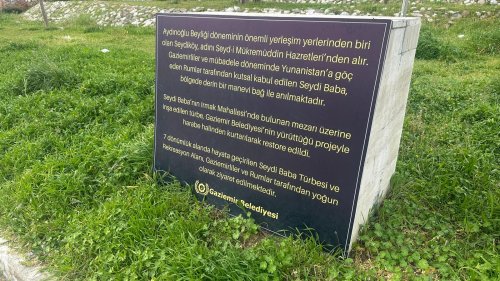 Aydınoğlu Beyliği döneminin önemli yerleşim yerlerinden biri
olan Seydiköy, adını Seyd-i Mükremüddin Hazretleri'nden alır.
Gaziemirliler ve mübadele döneminde Yunanistan'a göç
eden Rumlar tarafından kutsal kabul edilen Seydi Baba,
bölgede derin bir manevi bağ ile anılmaktadır.
Seydi Baba'nın Irmak Mahallesi'nde bulunan mezarı üzerine
inşa edilen türbe, Gaziemir Belediyesi'nin yürüttüğü projeyle
harabe halinden kurtarılarak restore edildi.
7 dönümlük alanda hayata geçirilen Seydi Baba Türbesi ve
Rekreasyon Alanı, Gaziemirliler ve Rumlar tarafından yoğun
olarak ziyaret edilmektedir.
Gaziemir Belediyesi